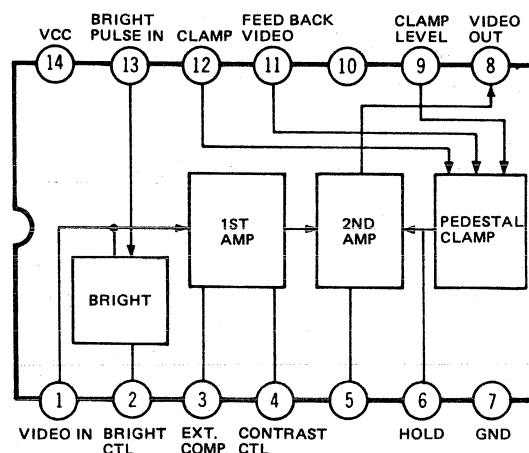 VCC
BRIGHT
PULSE IN
CLAMP
FEED BACK
VIDEO
CLAMP
LEVEL
VIDEO
OUT
14
13
12
11
10
9
8
1ST
AMP
2ND
AMP
PEDESTAL
CLAMP
BRIGHT
1
2
3
4
5
6
7
VIDEO IN
BRIGHT
CTL
EXT.
COMP
CONTRAST
CTL
HOLD
GND